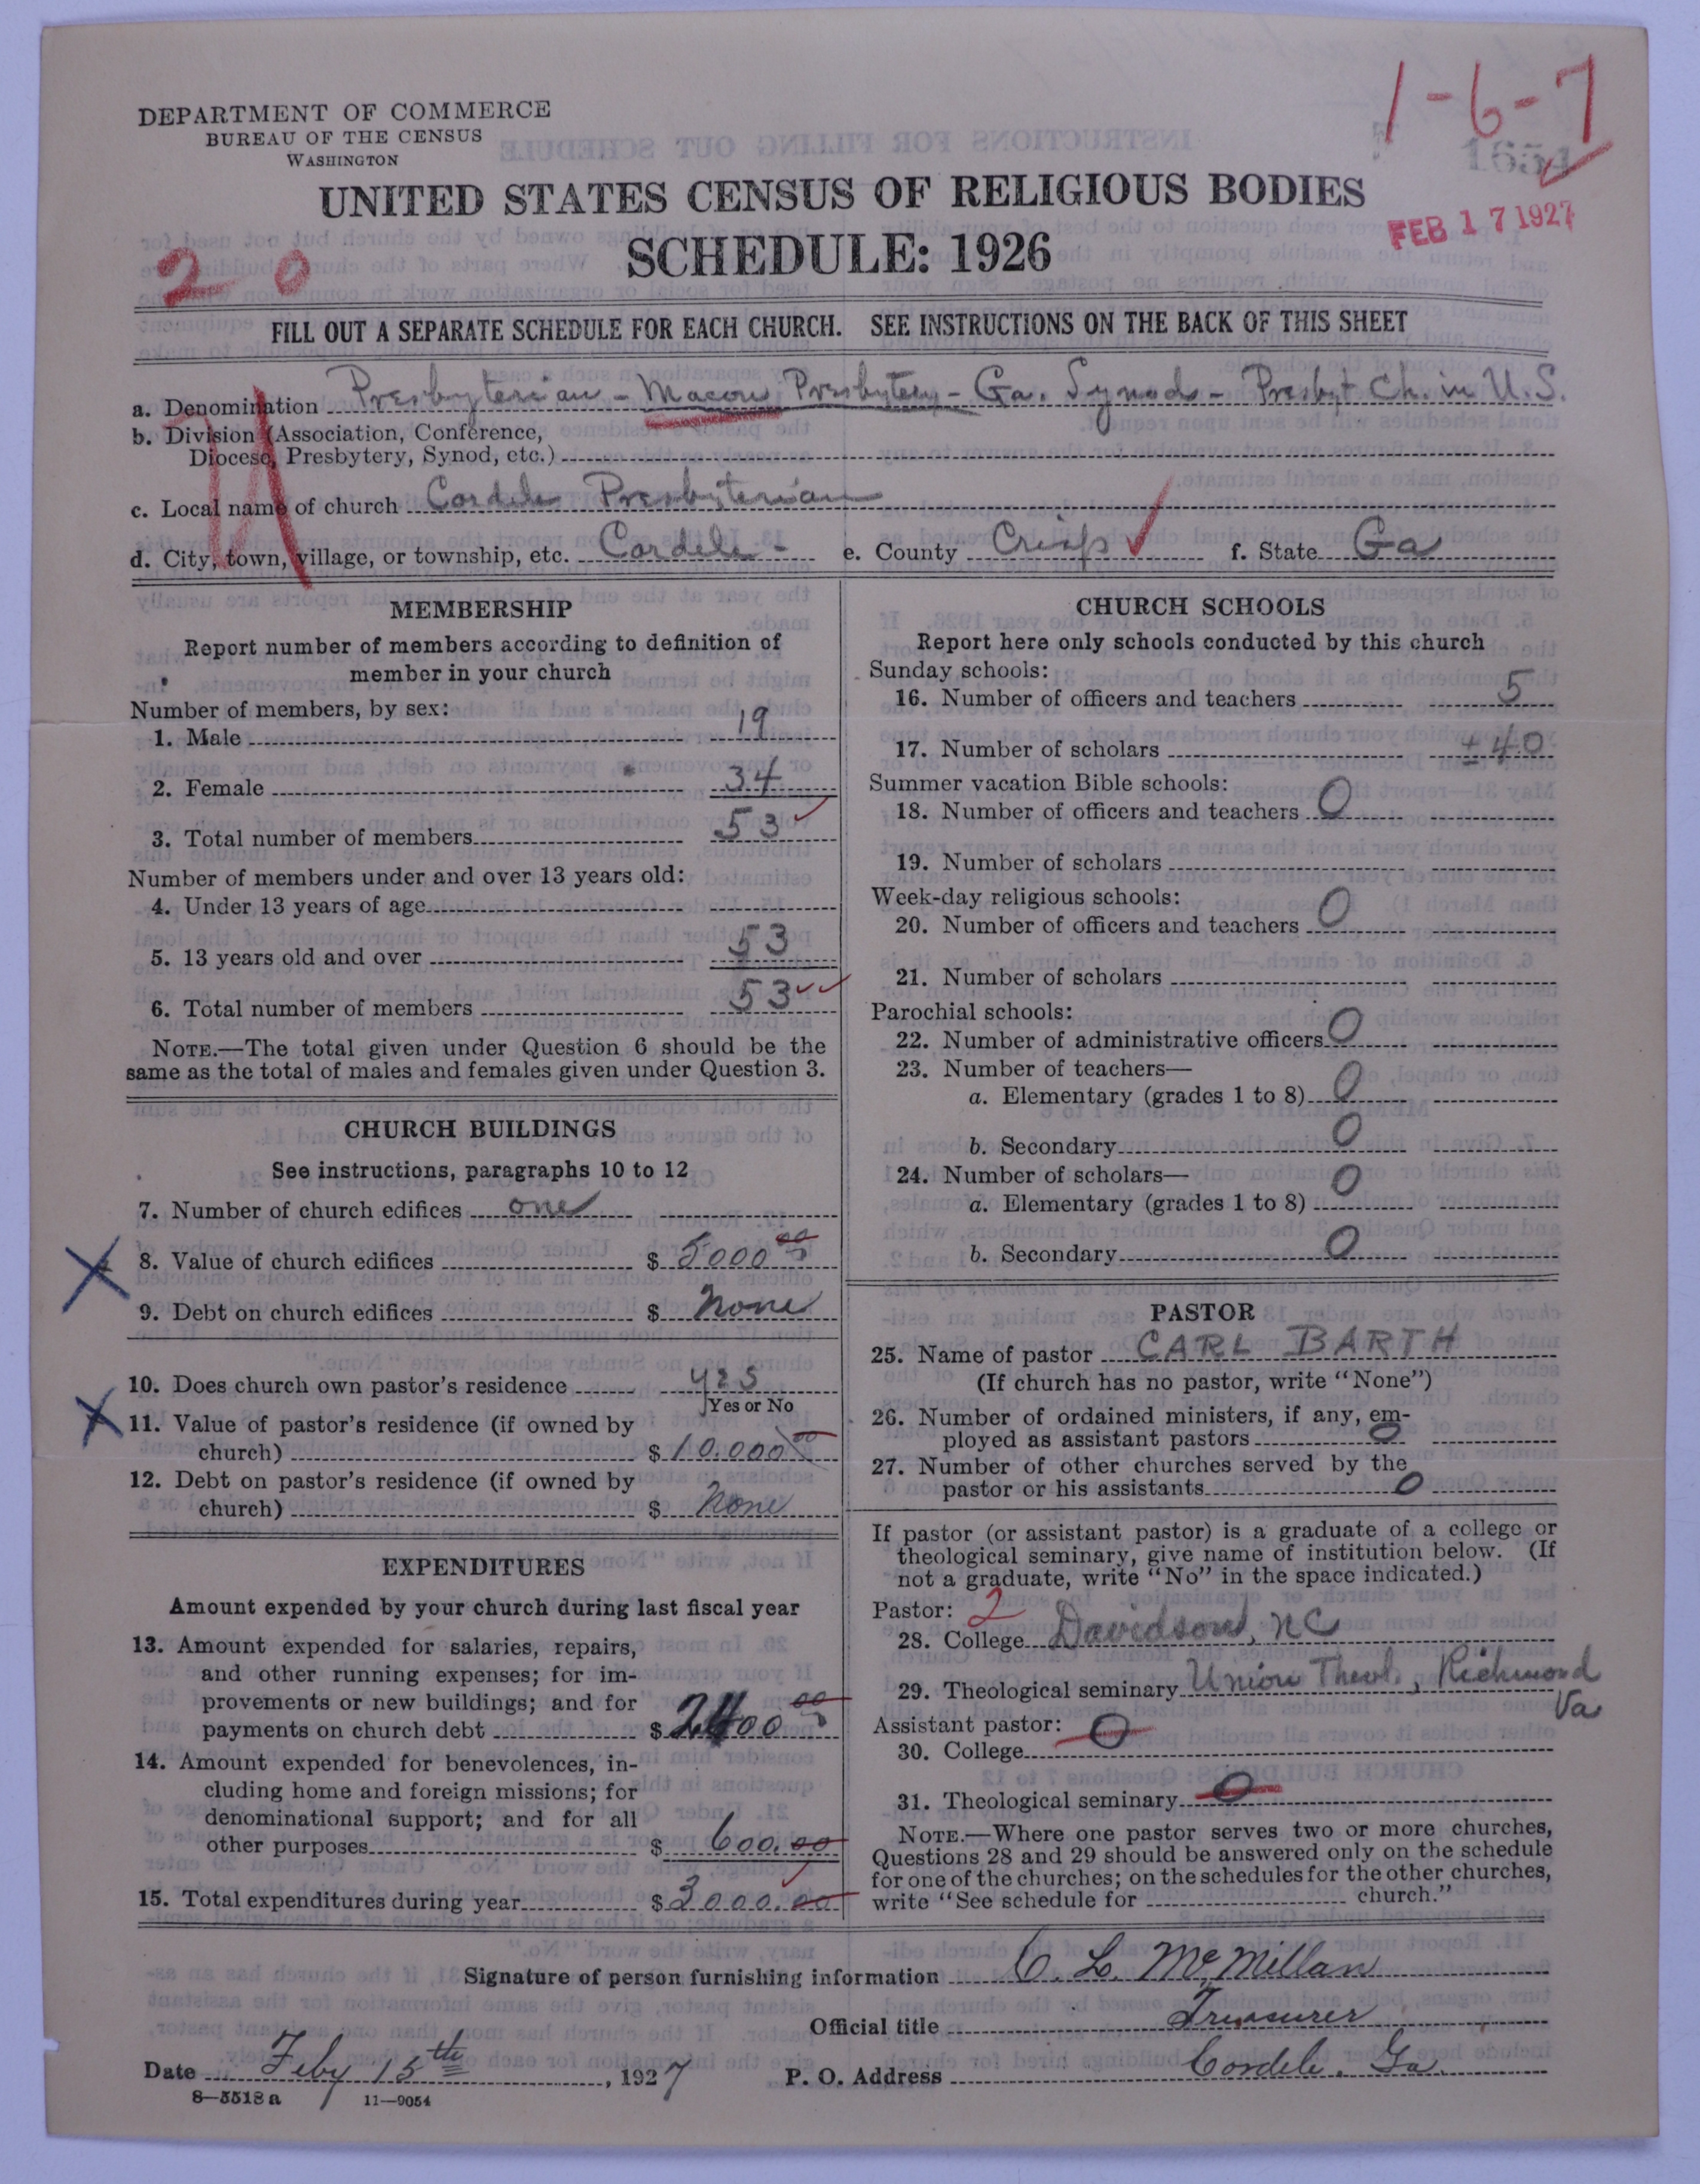 1-6-7
DEPARTMENT OF COMMERCE
BUREAU OF THE CENSUS
WASHINGTON
1654
UNITED STATES CENSUS OF RELIGIOUS BODIES
FEB 17 1927
SCHEDULE: 1926
20
FILL OUT A SEPARATE SCHEDULE FOR EACH CHURCH. SEE INSTRUCTIONS ON THE BACK OF THIS SHEET
a. Denomination Presbyterian - Macon Presbytery - Ga. Synods - Presbyt Ch. in U.S.
b. Division (Association, Conference,
Diocese, Presbytery, Synod, etc.)
c. Local name of church Cordele Presbyterian
d. City, town, village, or township, etc. Cordele - e. County Crisp f. State Ga
MEMBERSHIP
Report number of members according to definition of
member in your church
Number of members, by sex:
1. Male 19
2. Female 34
3. Total number of members 53
Number of members under and over 13 years old:
4. Under 13 years of age
5. 13 years old and over 53
6. Total number of members 53
NOTE.—The total given under Question 6 should be the
same as the total of males and females given under Question 3.
CHURCH BUILDINGS
See instructions, paragraphs 10 to 12
7. Number of church edifices one
8. Value of church edifices $ 5000 00
9. Debt on church edifices $ None
10. Does church own pastor's residence yes
Yes or No
11. Value of pastor's residence (if owned by
church) $ 10.000 00
12. Debt on pastor's residence (if owned by
church) $ None
EXPENDITURES
Amount expended by your church during last fiscal year
13. Amount expended for salaries, repairs,
and other running expenses; for im-
provements or new buildings; and for
payments on church debt $ 2400 00
14. Amount expended for benevolences, in-
cluding home and foreign missions; for
denominational support; and for all
other purposes $ 600.00
15. Total expenditures during year $ 3000.00
CHURCH SCHOOLS
Report here only schools conducted by this church
Sunday schools:
16. Number of officers and teachers 5
17. Number of scholars ± 40
Summer vacation Bible schools:
18. Number of officers and teachers 0
19. Number of scholars
Week-day religious schools:
20. Number of officers and teachers 0
21. Number of scholars
Parochial schools:
22. Number of administrative officers 0
23. Number of teachers—
a. Elementary (grades 1 to 8) 0
b. Secondary 0
24. Number of scholars—
a. Elementary (grades 1 to 8) 0
b. Secondary 0
PASTOR
25. Name of pastor CARL BARTH
(If church has no pastor, write "None")
26. Number of ordained ministers, if any, em-
ployed as assistant pastors 0
27. Number of other churches served by the
pastor or his assistants 0
If pastor (or assistant pastor) is a graduate of a college or
theological seminary, give name of institution below. (If
not a graduate, write "No" in the space indicated.)
Pastor: 2
28. College Davidson, NC
29. Theological seminary Union Theol., Richmond
Va
Assistant pastor: 0
30. College
31. Theological seminary 0
NOTE.—Where one pastor serves two or more churches,
Questions 28 and 29 should be answered only on the schedule
for one of the churches; on the schedules for the other churches,
write "See schedule for church."
Signature of person furnishing information C. L. McMillan
Official title Treasurer
Date Feby 15th, 1927 P. O. Address Cordele, Ga.
8—5518 a 11—9054